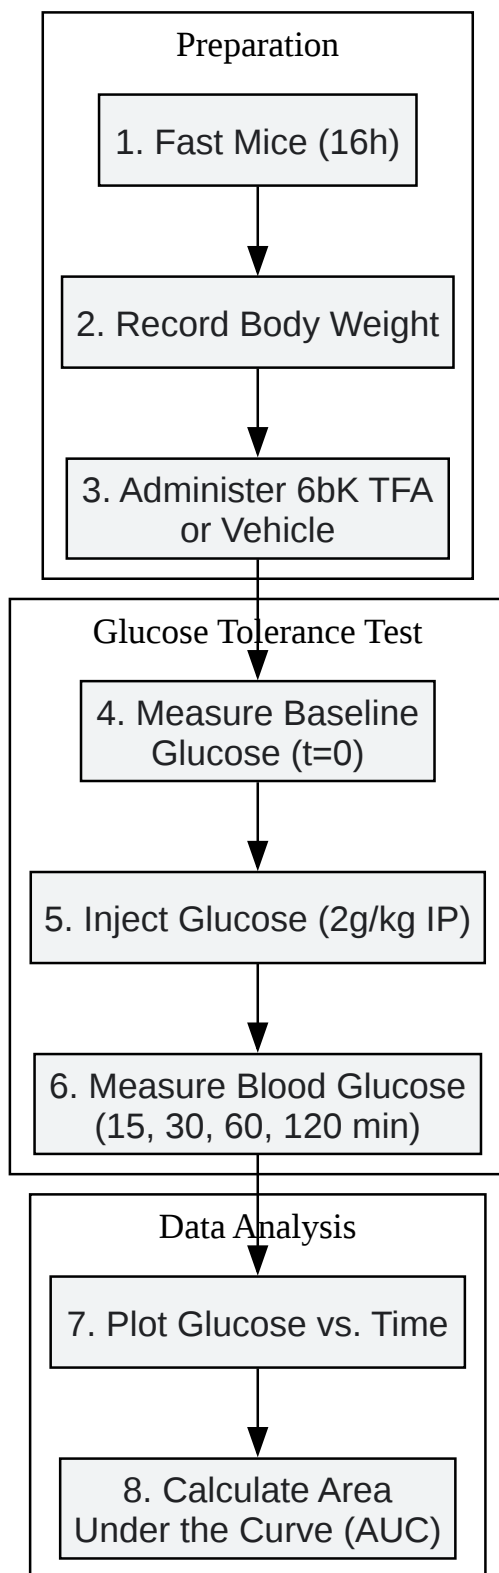 Preparation
1. Fast Mice (16h)
2. Record Body Weight
3. Administer 6bK TFA
or Vehicle
Glucose Tolerance Test
4. Measure Baseline
Glucose (t=0)
5. Inject Glucose (2g/kg IP)
6. Measure Blood Glucose
(15, 30, 60, 120 min)
Data Analysis
7. Plot Glucose vs. Time
8. Calculate Area
Under the Curve (AUC)